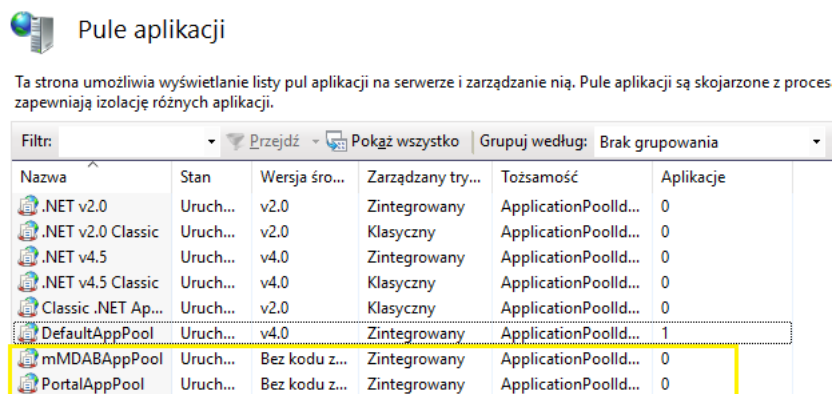 Pule aplikacji
Ta strona umożliwia wyświetlanie listy pul aplikacji na serwerze i zarządzanie nią. Pule aplikacji są skojarzone z proces
zapewniają izolację różnych aplikacji.
Filtr: Przejdź Pokaż wszystko Grupuj według: Brak grupowania
Nazwa Stan Wersja śro... Zarządzany try... Tożsamość Aplikacje
.NET v2.0 Uruch... v2.0 Zintegrowany ApplicationPoolId... 0
.NET v2.0 Classic Uruch... v2.0 Klasyczny ApplicationPoolId... 0
.NET v4.5 Uruch... v4.0 Zintegrowany ApplicationPoolId... 0
.NET v4.5 Classic Uruch... v4.0 Klasyczny ApplicationPoolId... 0
Classic .NET Ap... Uruch... v2.0 Klasyczny ApplicationPoolId... 0
DefaultAppPool Uruch... v4.0 Zintegrowany ApplicationPoolId... 1
mMDABAppPool Uruch... Bez kodu z... Zintegrowany ApplicationPoolId... 0
PortalAppPool Uruch... Bez kodu z... Zintegrowany ApplicationPoolId... 0